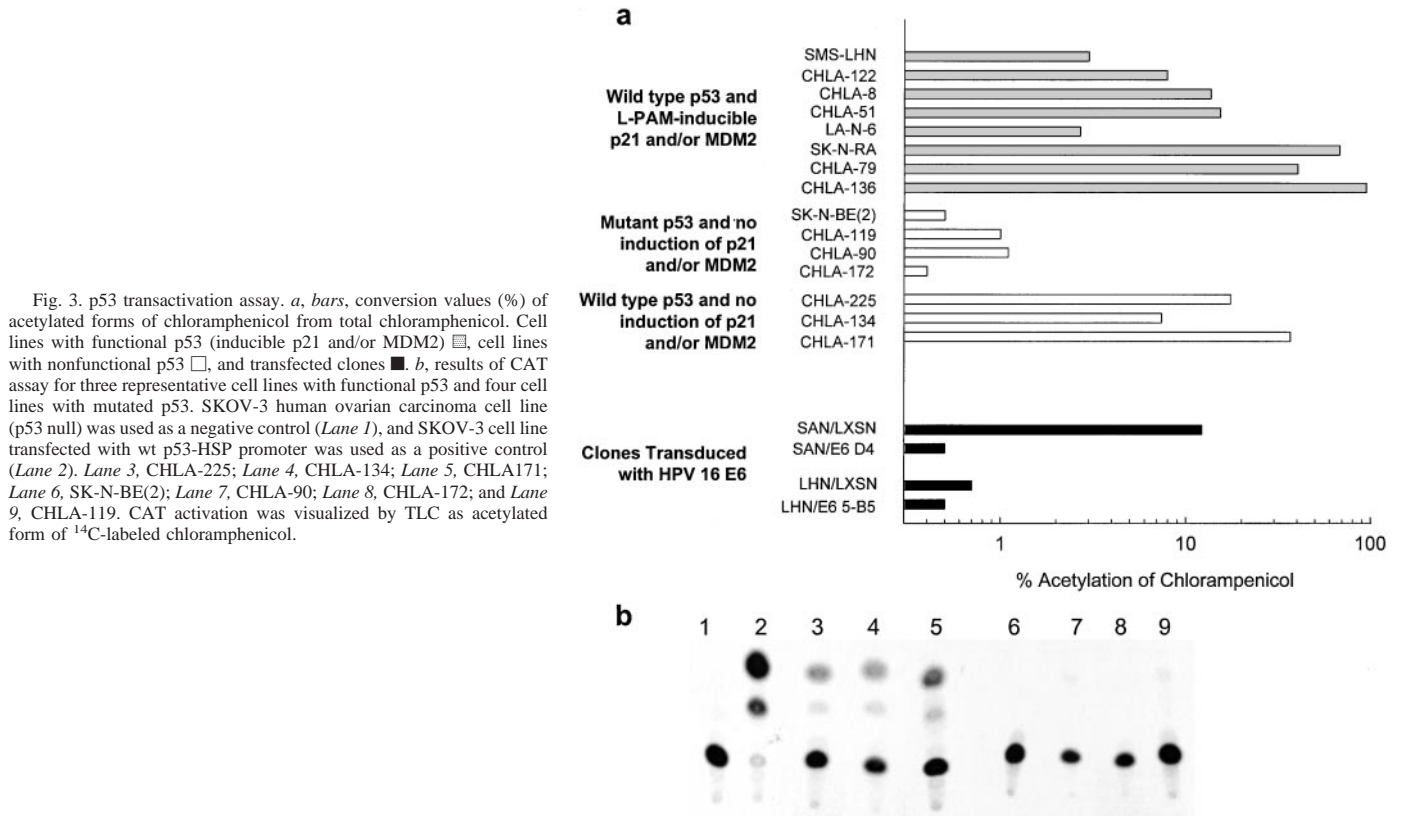 Fig. 3. p53 transactivation assay. a, bars, conversion values (%) of
acetylated forms of chloramphenicol from total chloramphenicol. Cell
lines with functional p53 (inducible p21 and/or MDM2) ▒, cell lines
with nonfunctional p53 □, and transfected clones ■. b, results of CAT
assay for three representative cell lines with functional p53 and four cell
lines with mutated p53. SKOV-3 human ovarian carcinoma cell line
(p53 null) was used as a negative control (Lane 1), and SKOV-3 cell line
transfected with wt p53-HSP promoter was used as a positive control
(Lane 2). Lane 3, CHLA-225; Lane 4, CHLA-134; Lane 5, CHLA171;
Lane 6, SK-N-BE(2); Lane 7, CHLA-90; Lane 8, CHLA-172; and Lane
9, CHLA-119. CAT activation was visualized by TLC as acetylated
form of ¹⁴C-labeled chloramphenicol.
a
Wild type p53 and
L-PAM-inducible
p21 and/or MDM2
SMS-LHN
CHLA-122
CHLA-8
CHLA-51
LA-N-6
SK-N-RA
CHLA-79
CHLA-136
Mutant p53 and no
induction of p21
and/or MDM2
SK-N-BE(2)
CHLA-119
CHLA-90
CHLA-172
Wild type p53 and no
induction of p21
and/or MDM2
CHLA-225
CHLA-134
CHLA-171
Clones Transduced
with HPV 16 E6
SAN/LXSN
SAN/E6 D4
LHN/LXSN
LHN/E6 5-B5
1 10 100
% Acetylation of Chlorampenicol
b
1 2 3 4 5 6 7 8 9